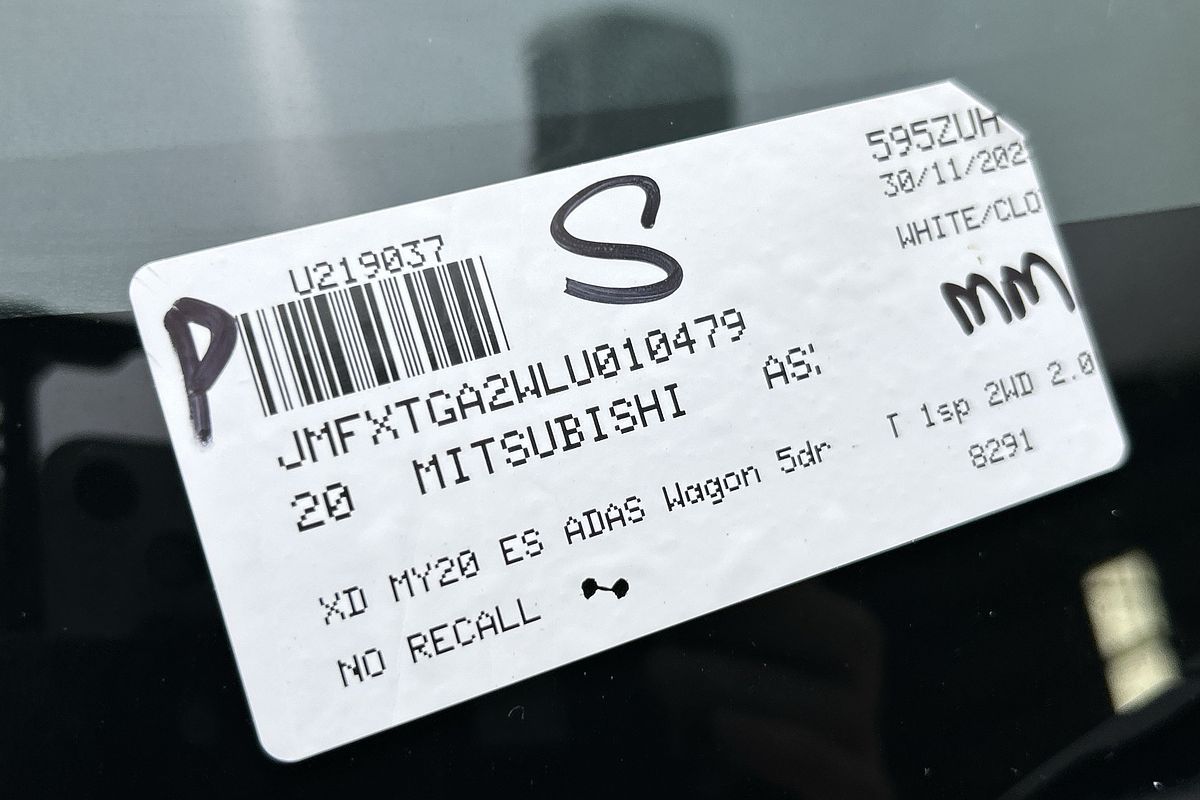 595ZUH
30/11/202
WHITE/CLO
U219037
S
P
MM
JMFXTGA2WLU010479
20 MITSUBISHI AS
XD MY20 ES ADAS Wagon 5dr 1sp 2WD 2.0
8291
NO RECALL